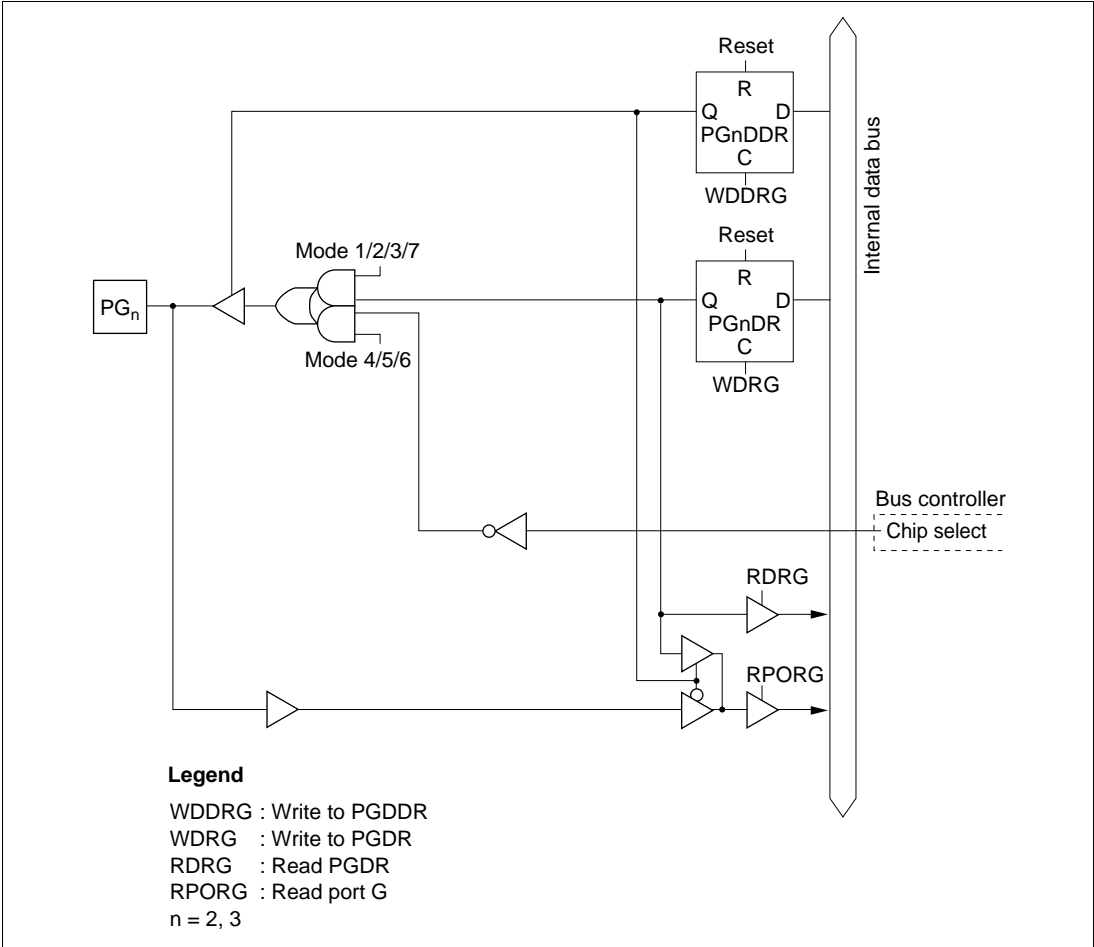 Reset
R
Q D
PGnDDR
C
WDDRG
Internal data bus
Reset
R
Q D
PGnDR
C
WDRG
Mode 1/2/3/7
PGn
Mode 4/5/6
Bus controller
Chip select
RDRG
RPORG
Legend
WDDRG : Write to PGDDR
WDRG : Write to PGDR
RDRG : Read PGDR
RPORG : Read port G
n = 2, 3